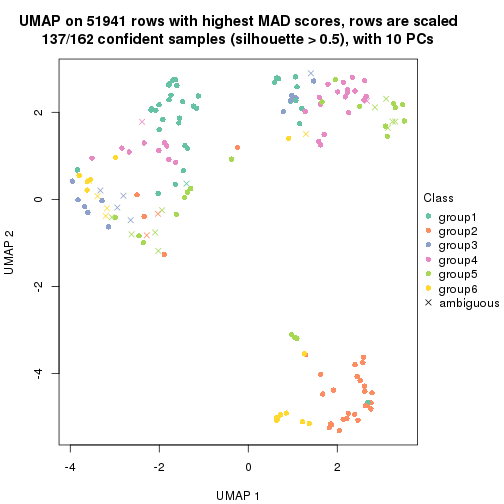 UMAP on 51941 rows with highest MAD scores, rows are scaled
137/162 confident samples (silhouette > 0.5), with 10 PCs
2
0
-2
-4
UMAP 2
-4
-2
0
2
UMAP 1
Class
group1
group2
group3
group4
group5
group6
ambiguous